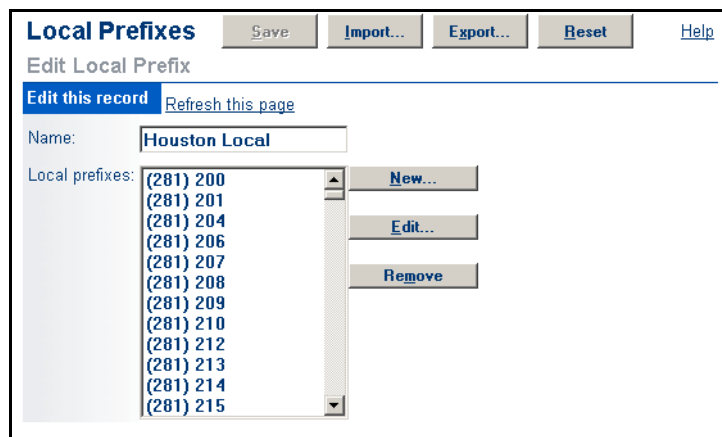 Local Prefixes Save Import... Export... Reset Help
Edit Local Prefix
Edit this record Refresh this page
Name: Houston Local
Local prefixes: (281) 200 New...
(281) 201
(281) 204 Edit...
(281) 206
(281) 207
(281) 208 Remove
(281) 209
(281) 210
(281) 212
(281) 213
(281) 214
(281) 215